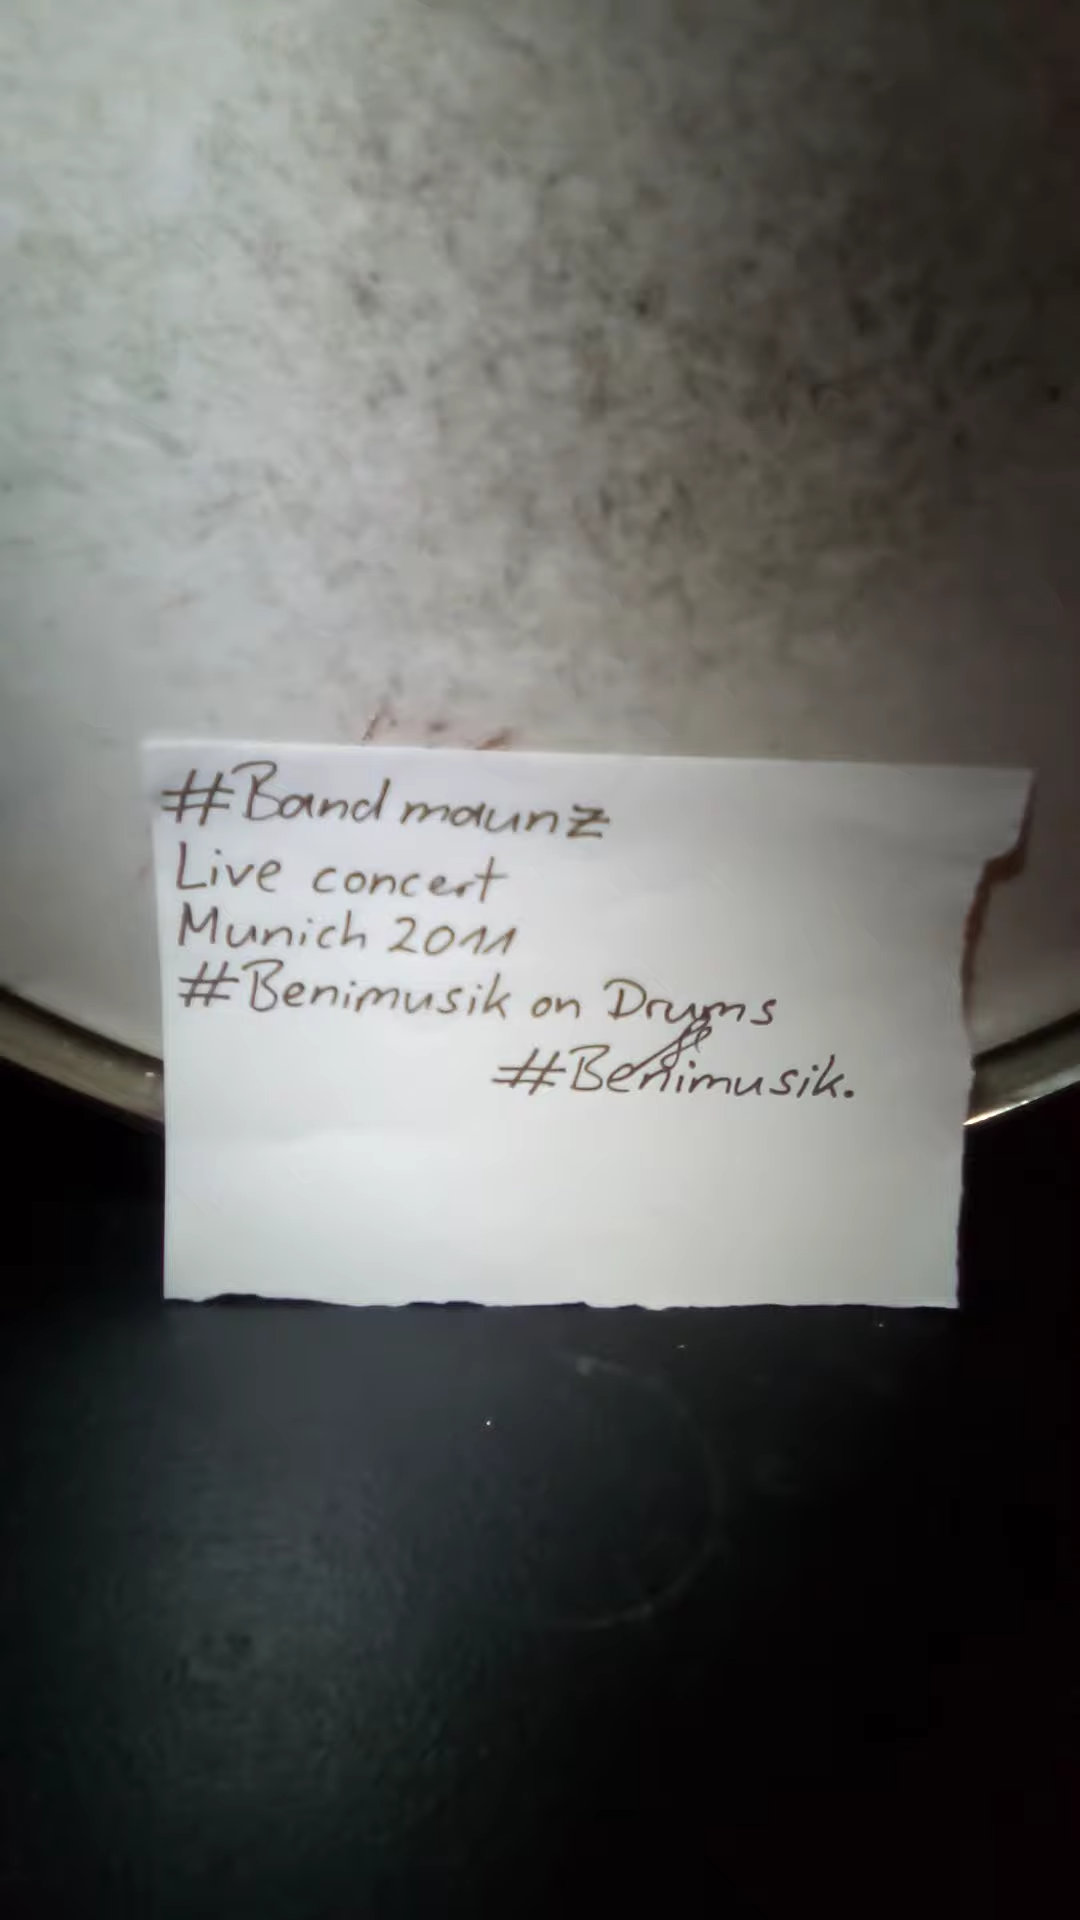 #Bandmaunz
Live concert
Munich 2011
#Benimusik on Drums
#Benimusik.